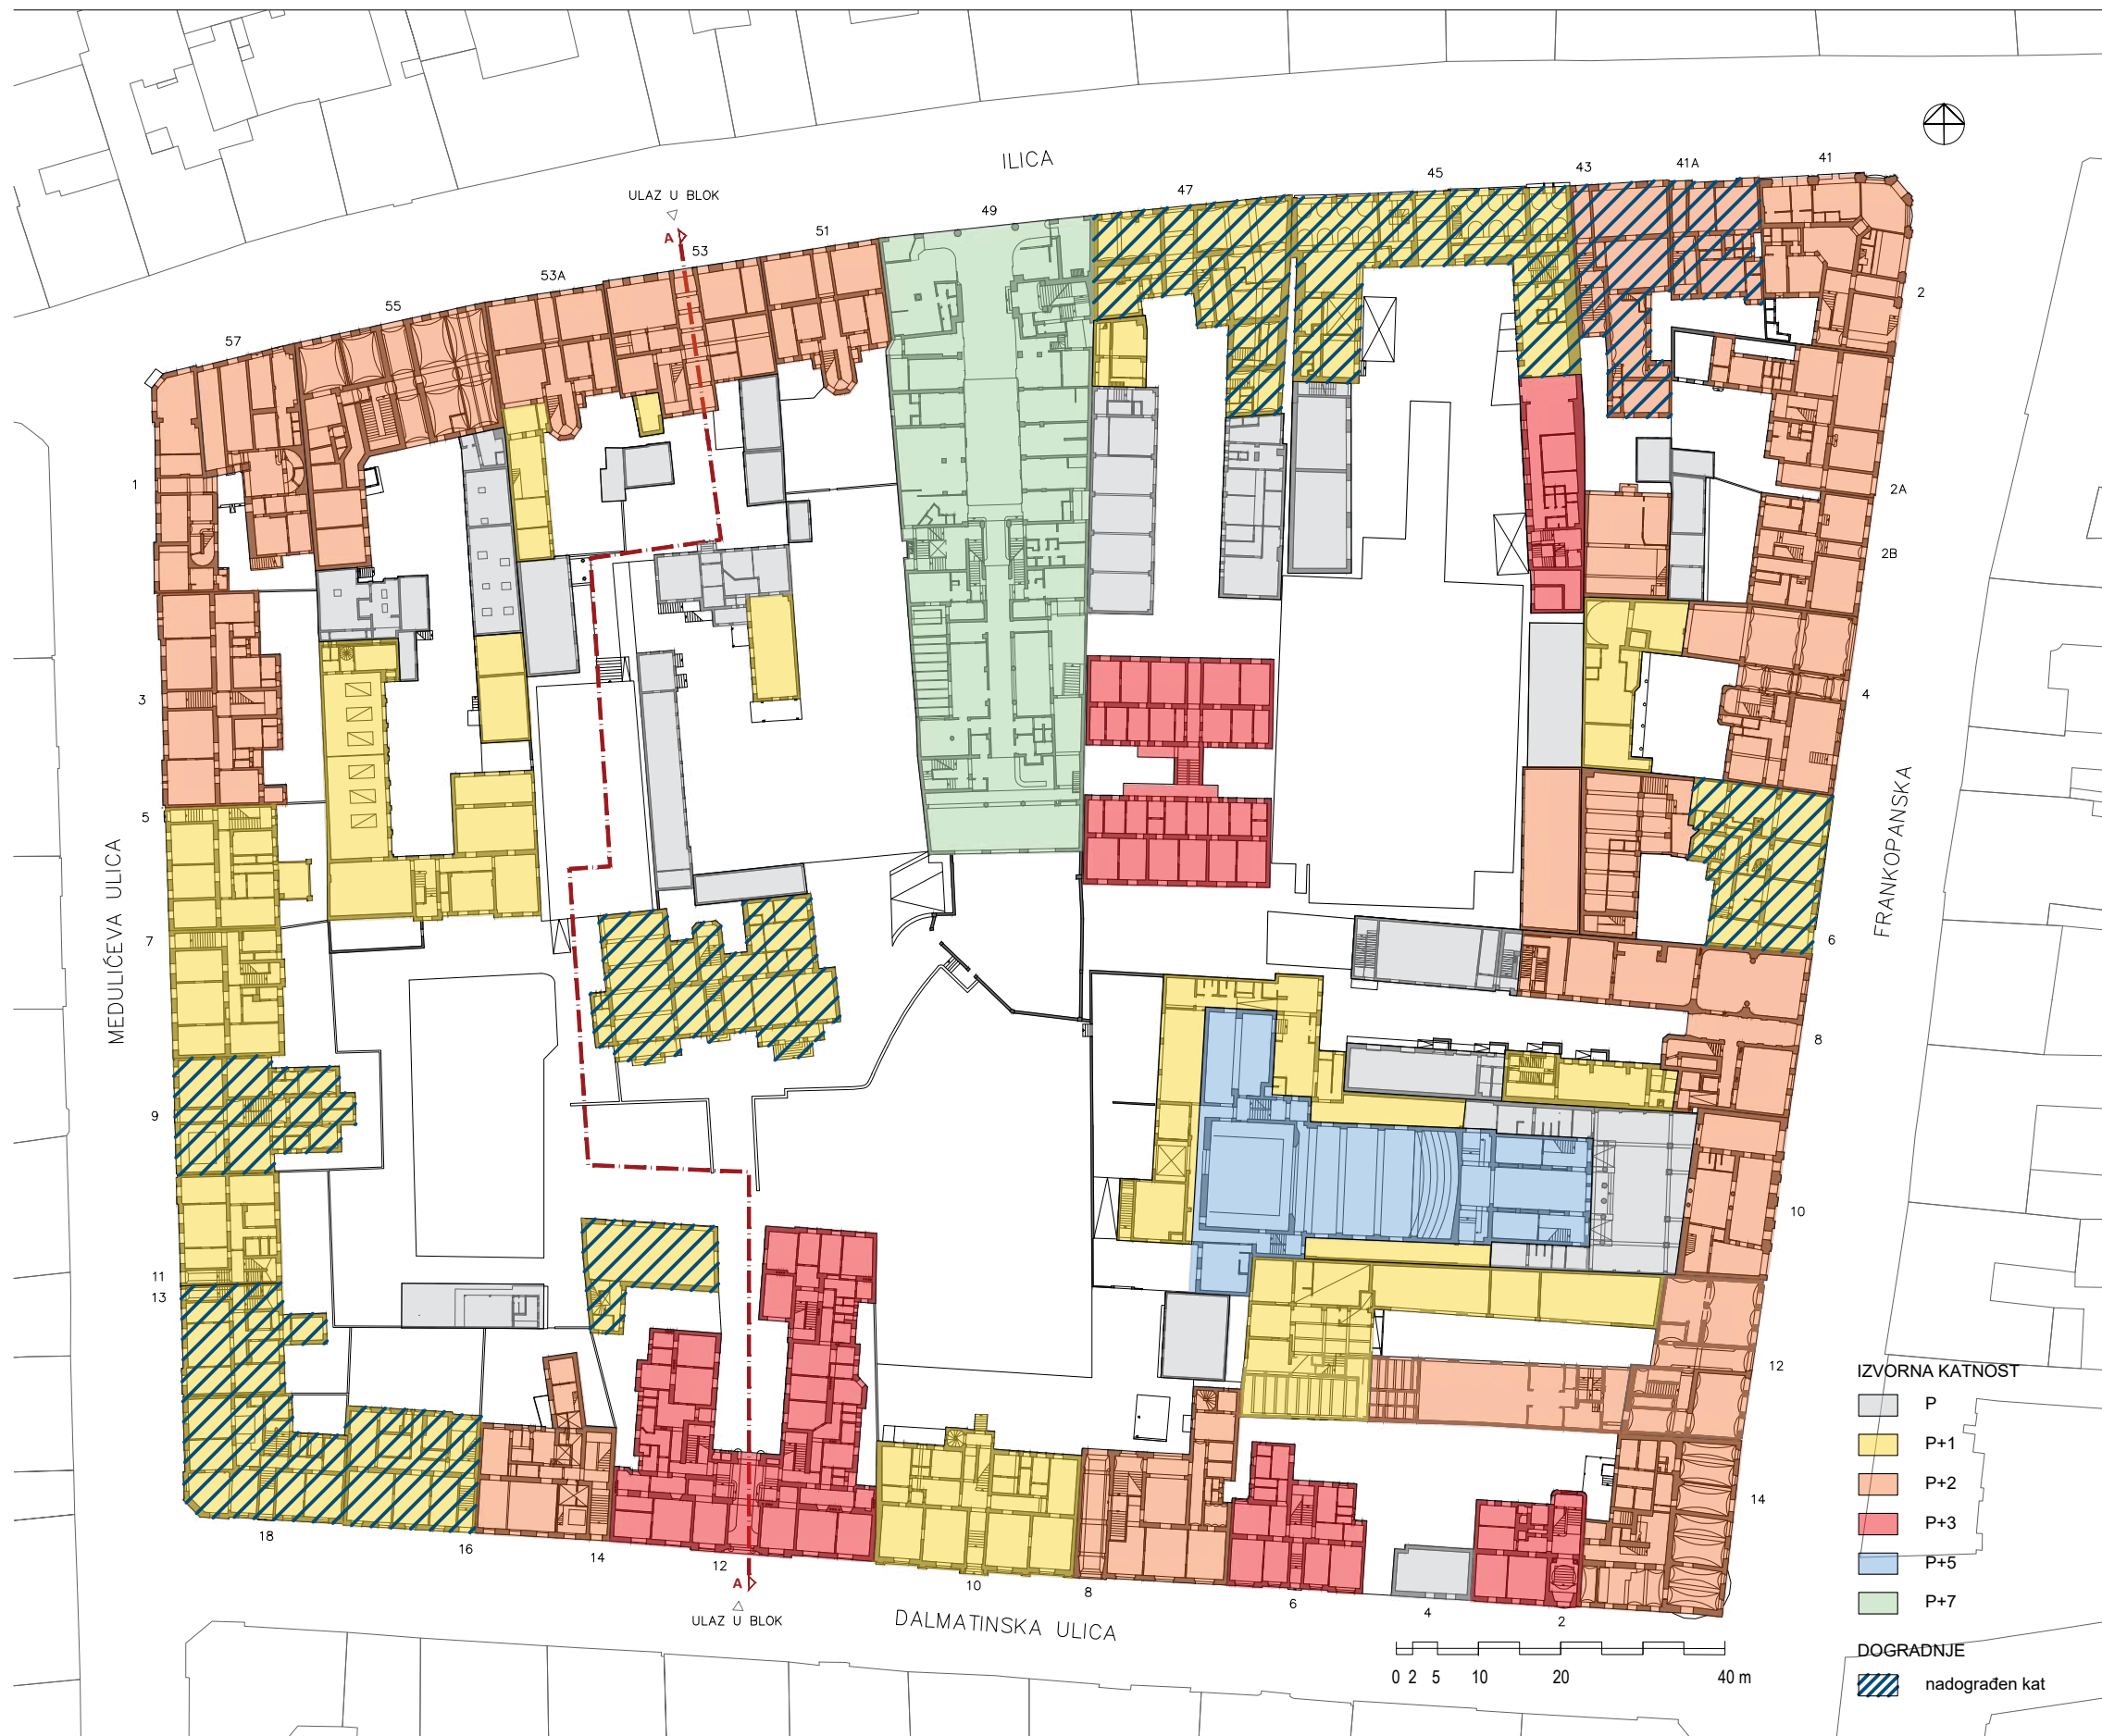 ILICA
41
41A
43
45
47
49
ULAZ U BLOK
A
51
53
53A
55
57
2
1
2A
2B
3
4
5
MEDULIĆEVA ULICA
FRANKOPANSKA
7
6
8
9
10
11
13
12
IZVORNA KATNOST
P
P+1
P+2
14
P+3
P+5
P+7
18
16
14
12
A
ULAZ U BLOK
10
8
6
4
2
DALMATINSKA ULICA
DOGRADNJE
nadograđen kat
0 2 5 10 20 40 m